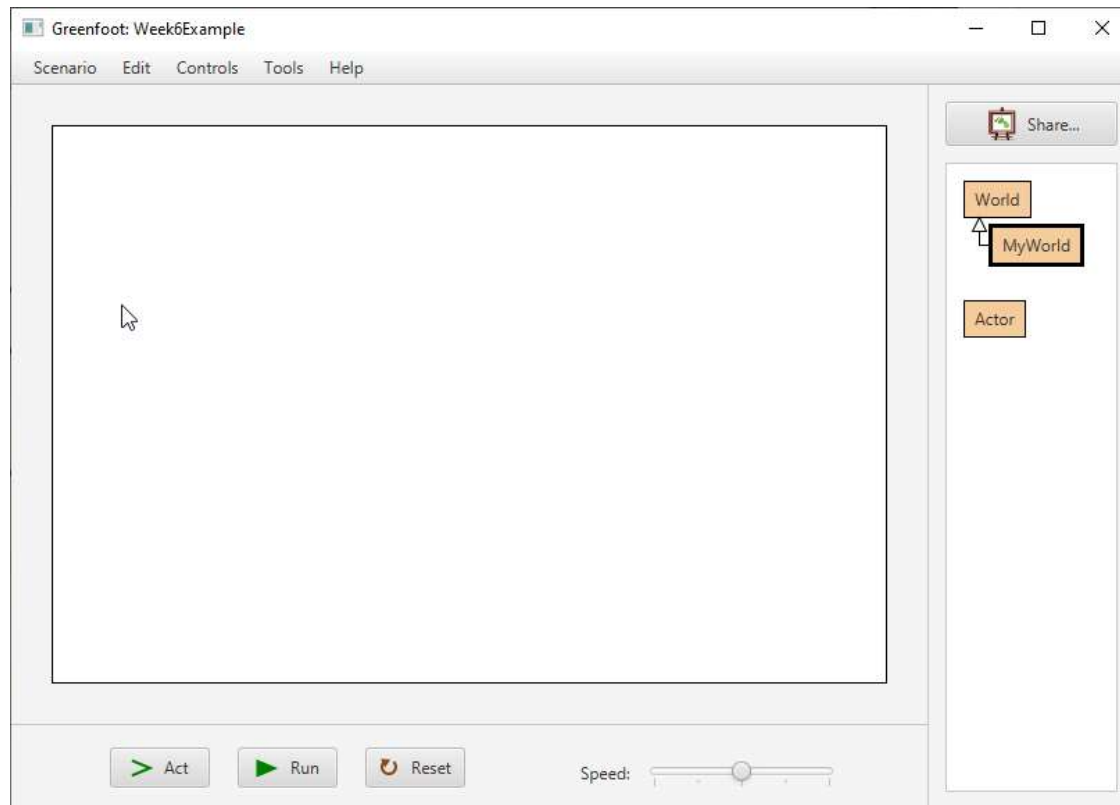 Greenfoot: Week6Example
Scenario Edit Controls Tools Help
Share...
World
MyWorld
Actor
Act Run Reset Speed: